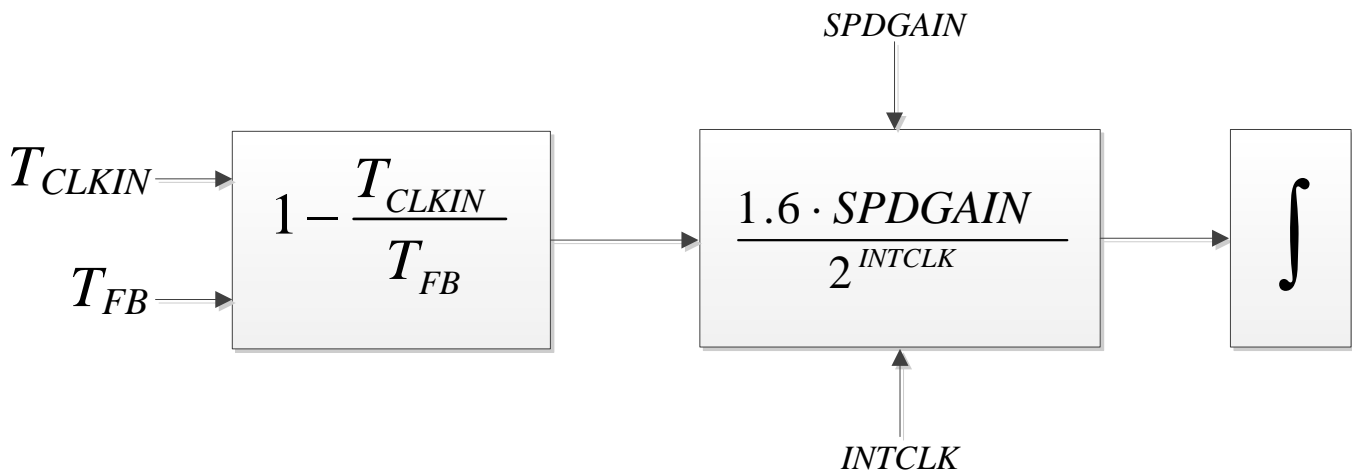 SPDGAIN
T_CLKIN
T_FB
1 − T_CLKIN / T_FB
1.6 · SPDGAIN / 2^INTCLK
∫
INTCLK